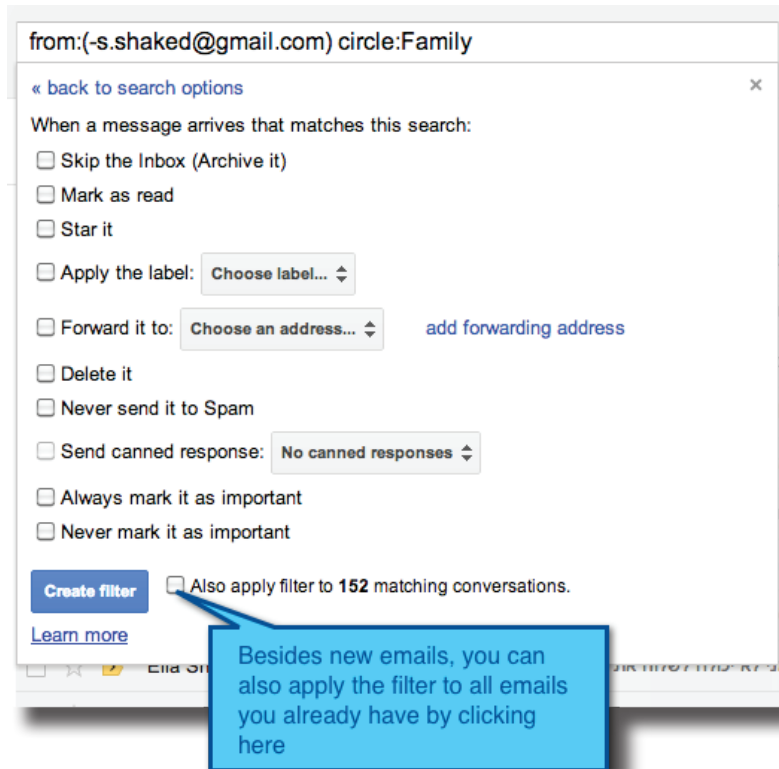 from:(-s.shaked@gmail.com) circle:Family
« back to search options ×
When a message arrives that matches this search:
Skip the Inbox (Archive it)
Mark as read
Star it
Apply the label: Choose label...
Forward it to: Choose an address... add forwarding address
Delete it
Never send it to Spam
Send canned response: No canned responses
Always mark it as important
Never mark it as important
Create filter Also apply filter to 152 matching conversations.
Learn more
Besides new emails, you can
also apply the filter to all emails
you already have by clicking
here